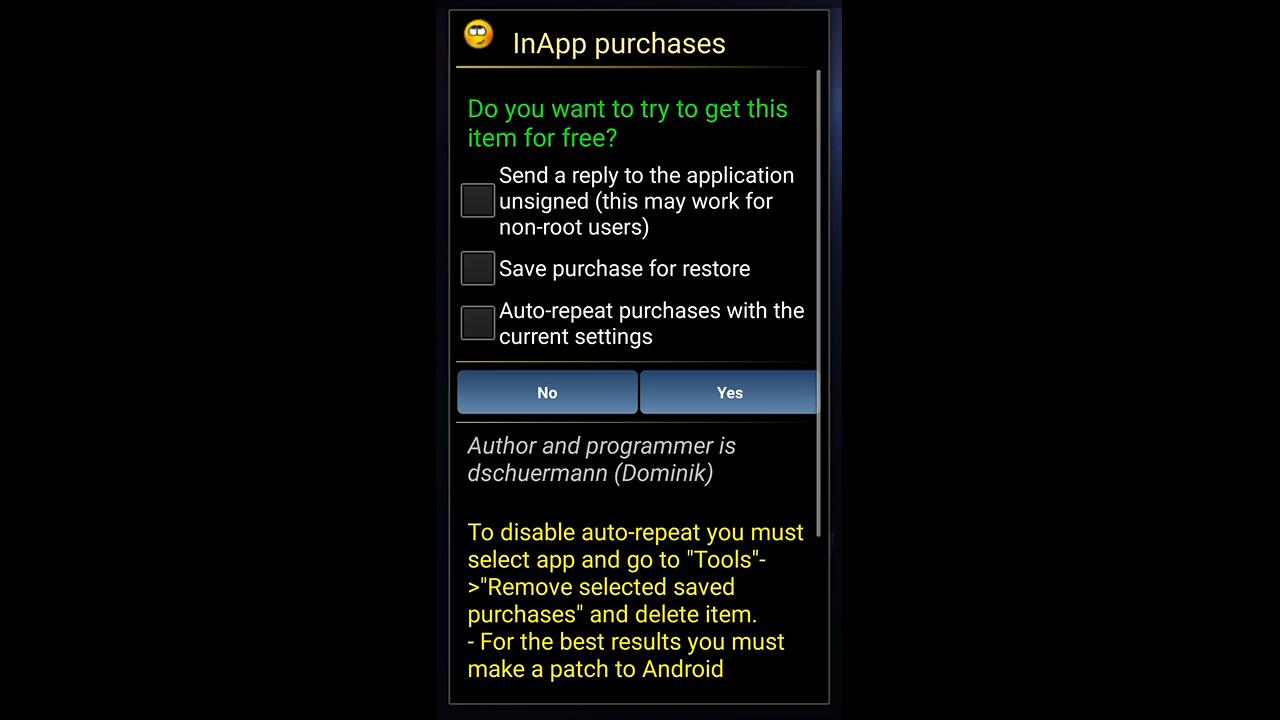 InApp purchases
Do you want to try to get this
item for free?
Send a reply to the application
unsigned (this may work for
non-root users)
Save purchase for restore
Auto-repeat purchases with the
current settings
No
Yes
Author and programmer is
dschuermann (Dominik)
To disable auto-repeat you must
select app and go to "Tools"-
>"Remove selected saved
purchases" and delete item.
- For the best results you must
make a patch to Android